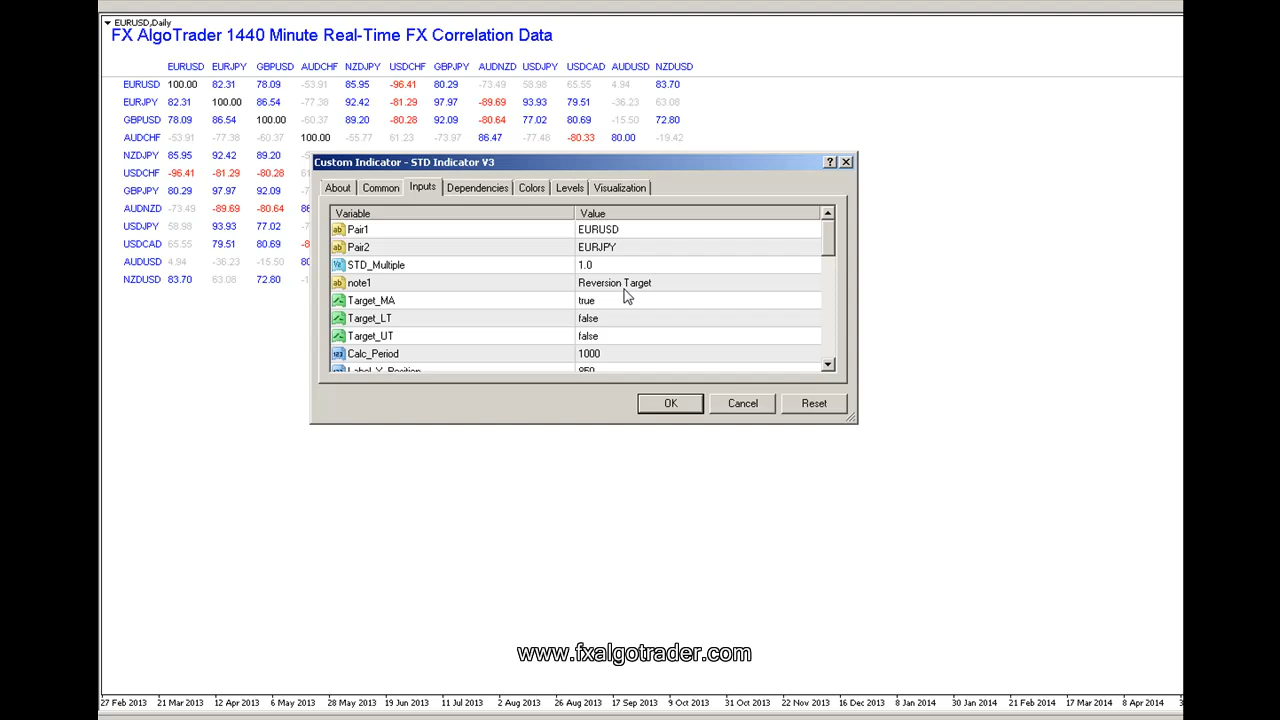 EURUSD,Daily
FX AlgoTrader 1440 Minute Real-Time FX Correlation Data
EURUSD EURJPY GBPUSD AUDCHF NZDJPY USDCHF GBPJPY AUDNZD USDJPY USDCAD AUDUSD NZDUSD
EURUSD 100.00 82.31 78.09 -53.91 85.95 -96.41 80.29 -73.49 58.98 65.55 4.94 83.70
EURJPY 82.31 100.00 86.54 -77.38 92.42 -81.29 97.97 -89.69 93.93 79.51 -36.23 63.08
GBPUSD 78.09 86.54 100.00 -60.37 89.20 -80.28 92.09 -80.64 77.02 80.69 -15.50 72.80
AUDCHF -53.91 -77.38 -60.37 100.00 -55.77 61.23 -73.97 86.47 -77.48 -80.33 80.00 -19.42
NZDJPY 85.95 92.42 89.20
USDCHF -96.41 -81.29 -80.28
GBPJPY 80.29 97.97 92.09
AUDNZD -73.49 -89.69 -80.64
USDJPY 58.98 93.93 77.02
USDCAD 65.55 79.51 80.69
AUDUSD 4.94 -36.23 -15.50
NZDUSD 83.70 63.08 72.80
Custom Indicator - STD Indicator V3
About Common Inputs Dependencies Colors Levels Visualization
Variable Value
Pair1 EURUSD
Pair2 EURJPY
STD_Multiple 1.0
note1 Reversion Target
Target_MA true
Target_LT false
Target_UT false
Calc_Period 1000
Label_Y_Position 850
OK Cancel Reset
www.fxalgotrader.com
27 Feb 2013 21 Mar 2013 12 Apr 2013 6 May 2013 28 May 2013 19 Jun 2013 11 Jul 2013 2 Aug 2013 26 Aug 2013 17 Sep 2013 9 Oct 2013 31 Oct 2013 22 Nov 2013 16 Dec 2013 8 Jan 2014 30 Jan 2014 21 Feb 2014 17 Mar 2014 8 Apr 2014